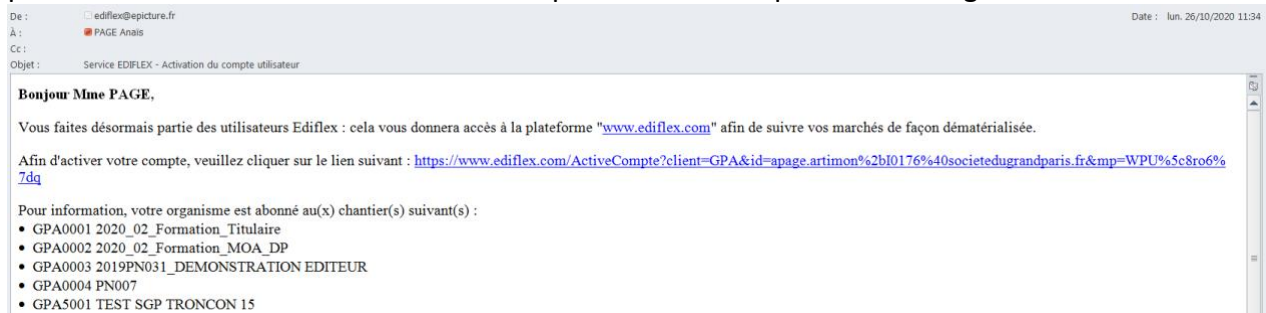 De : ediflex@epicture.fr Date : lun. 26/10/2020 11:34
À : PAGE Anaïs
Cc :
Objet : Service EDIFLEX - Activation du compte utilisateur
Bonjour Mme PAGE,
Vous faites désormais partie des utilisateurs Ediflex : cela vous donnera accès à la plateforme "www.ediflex.com" afin de suivre vos marchés de façon dématérialisée.
Afin d'activer votre compte, veuillez cliquer sur le lien suivant : https://www.ediflex.com/ActiveCompte?client=GPA&id=apage.artimon%2bI0176%40societedugrandparis.fr&mp=WPU%5c8ro6%
7dq
Pour information, votre organisme est abonné au(x) chantier(s) suivant(s) :
• GPA0001 2020_02_Formation_Titulaire
• GPA0002 2020_02_Formation_MOA_DP
• GPA0003 2019PN031_DEMONSTRATION EDITEUR
• GPA0004 PN007
• GPA5001 TEST SGP TRONCON 15